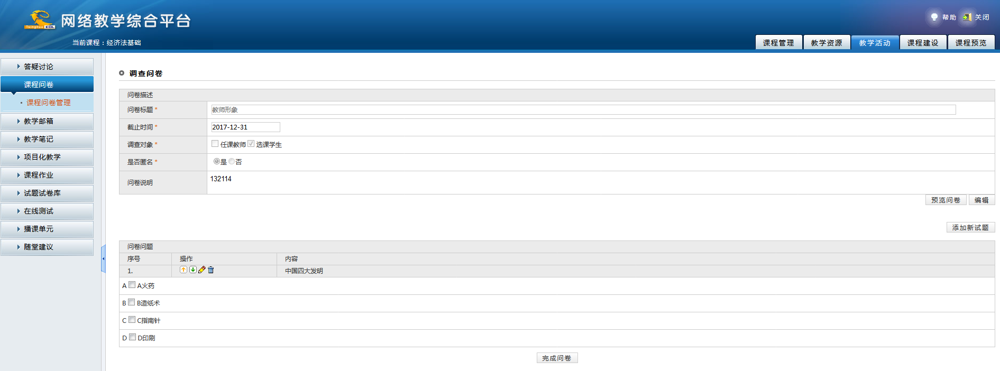 Tsinghua EOL
网络教学综合平台
帮助 关闭
当前课程：经济法基础
课程管理 教学资源 教学活动 课程建设 课程预览
答疑讨论
课程问卷
课程问卷管理
教学邮箱
教学笔记
项目化教学
课程作业
试题试卷库
在线测试
播课单元
随堂建议
调查问卷
问卷描述
问卷标题 * 教师形象
截止时间 * 2017-12-31
调查对象 * 任课教师 选课学生
是否匿名 * 是 否
问卷说明 132114
预览问卷 编辑
添加新试题
问卷问题
序号 操作 内容
1. 中国四大发明
A A火药
B B造纸术
C C指南针
D D印刷
完成问卷